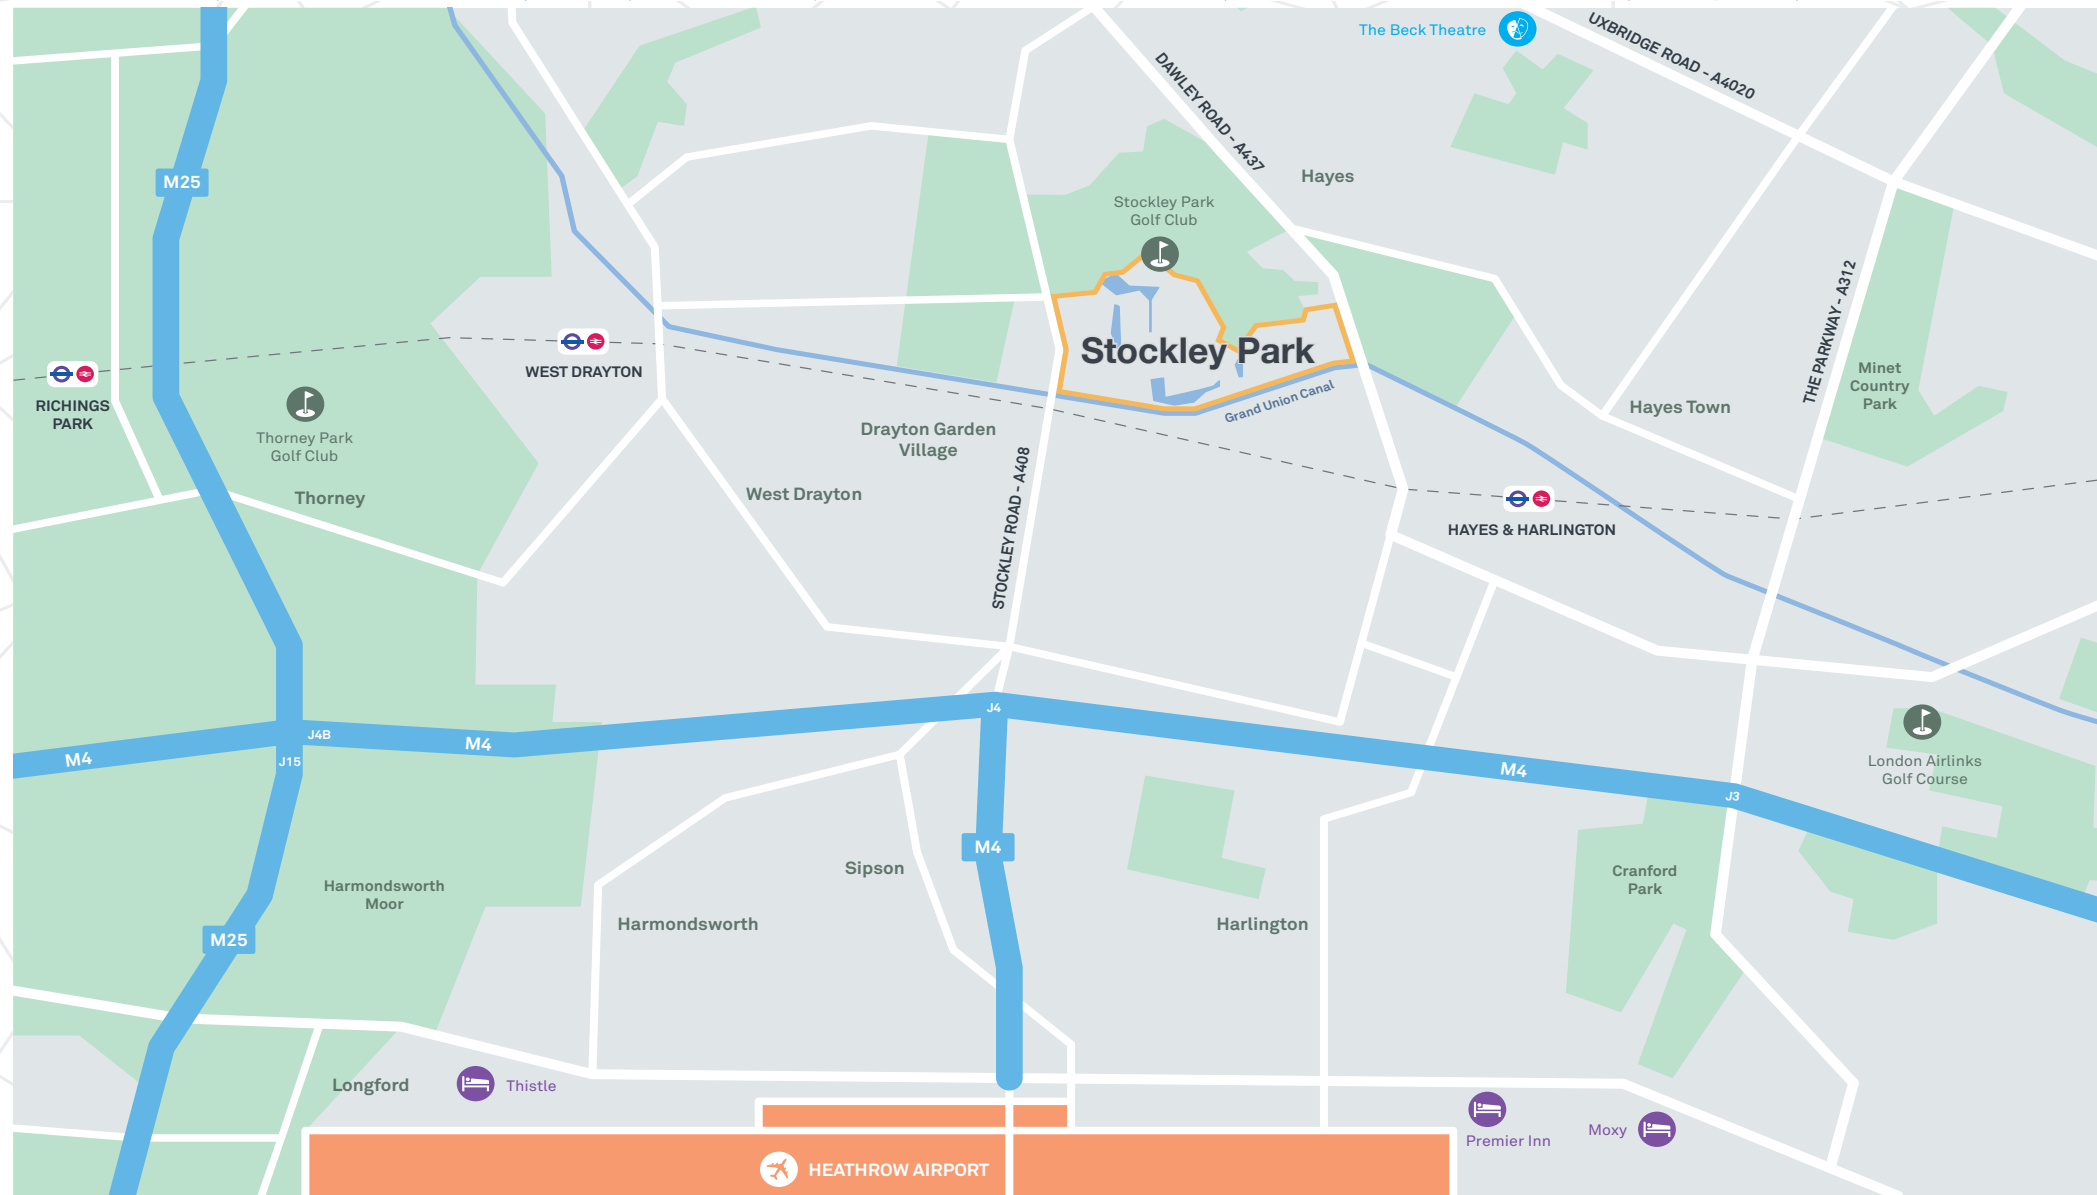 The Beck Theatre
UXBRIDGE ROAD - A4020
DAWLEY ROAD - A437
M25
Hayes
Stockley Park
Golf Club
THE PARKWAY - A312
Stockley Park
WEST DRAYTON
RICHINGS
PARK
Minet
Country
Park
Grand Union Canal
Hayes Town
Thorney Park
Golf Club
Drayton Garden
Village
Thorney
West Drayton
STOCKLEY ROAD - A408
HAYES & HARLINGTON
J4
J4B
M4
M4
J15
M4
London Airlinks
Golf Course
J3
M4
Sipson
Cranford
Park
Harmondsworth
Moor
Harmondsworth
Harlington
M25
Longford
Thistle
Premier Inn
Moxy
HEATHROW AIRPORT